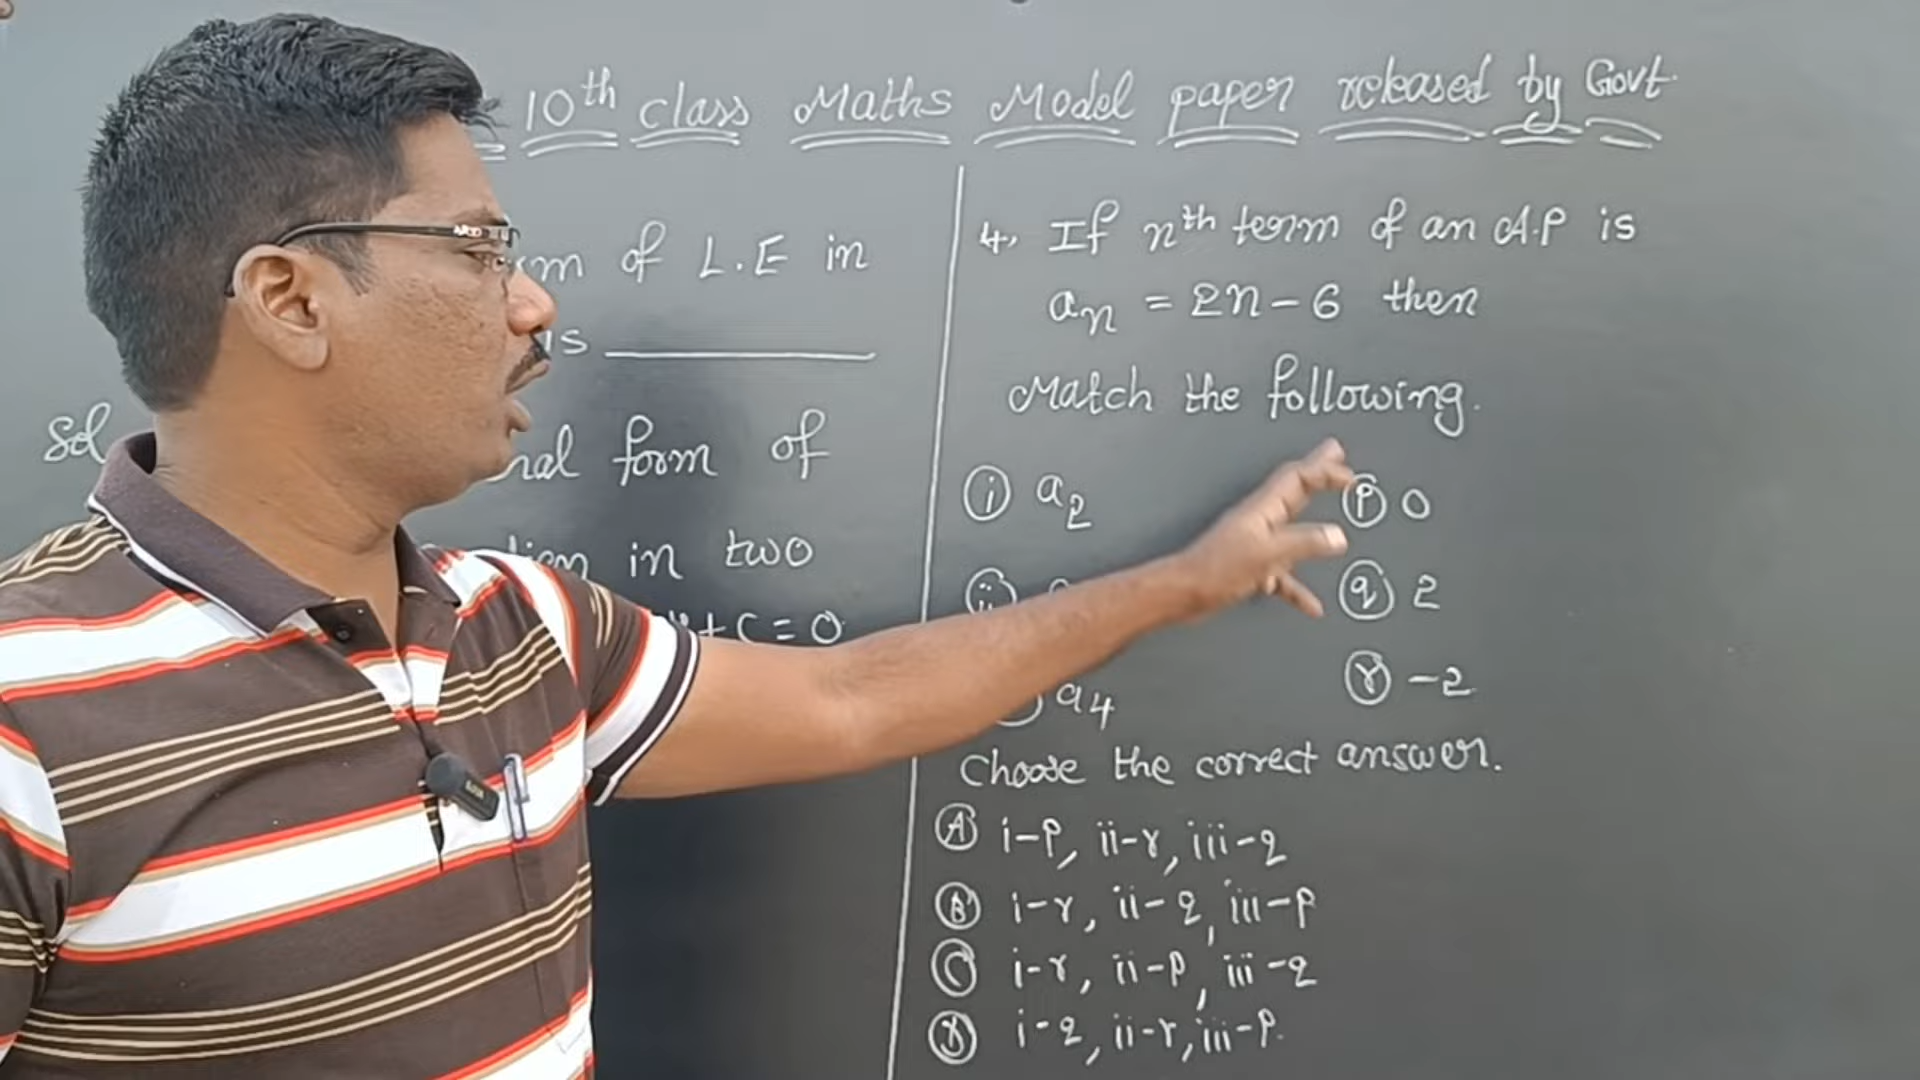 10th class Maths Model paper released by Govt.
of L.E in
is
Sol form of
in two
+c=0
4. If nth term of an A.P is
an = 2n-6 then
Match the following.
(i) a2 (p) 0
(ii) (q) 2
a4 (r) -2
Choose the correct answer.
(A) i-p, ii-r, iii-q
(B) i-r, ii-q, iii-p
(C) i-r, ii-p, iii-q
(D) i-q, ii-r, iii-p.